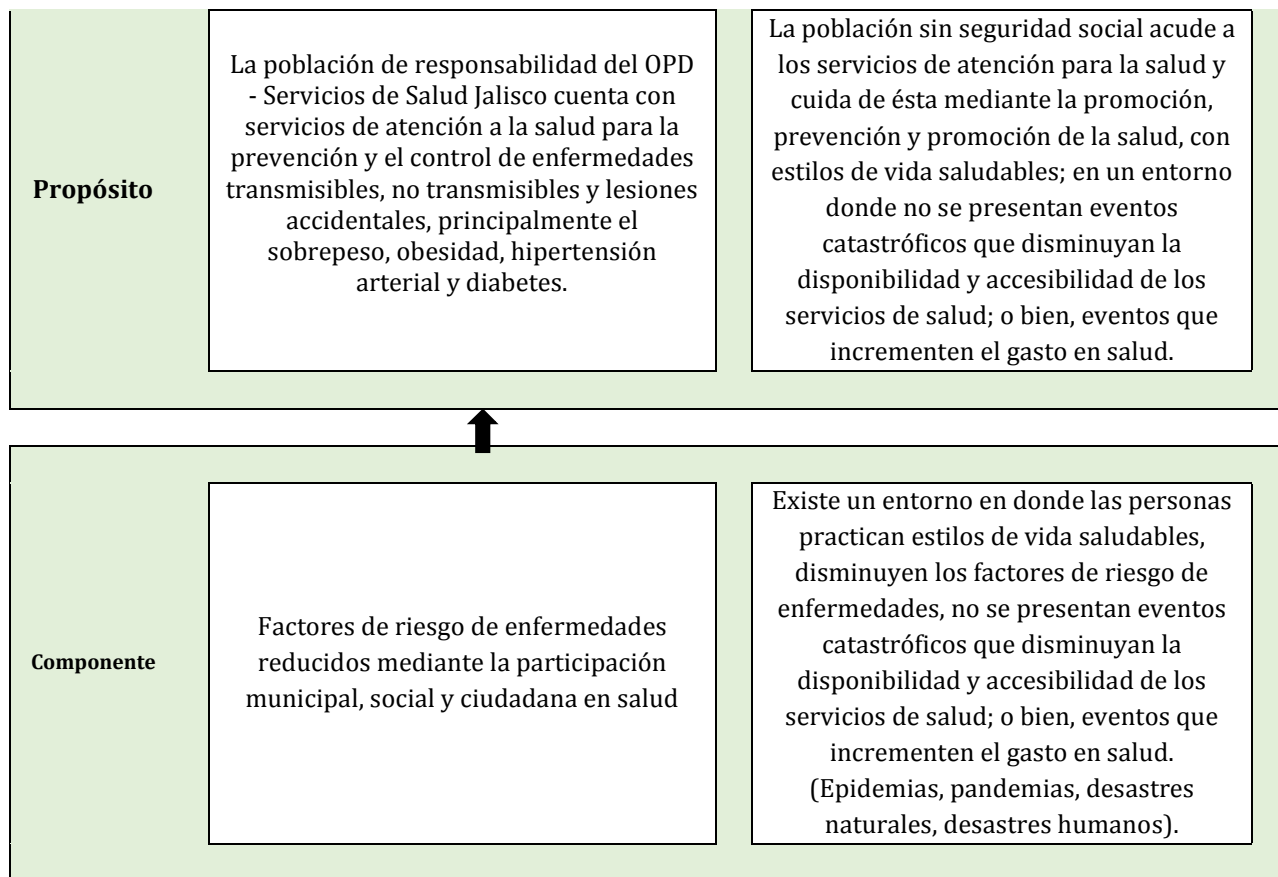 Propósito
La población de responsabilidad del OPD
- Servicios de Salud Jalisco cuenta con
servicios de atención a la salud para la
prevención y el control de enfermedades
transmisibles, no transmisibles y lesiones
accidentales, principalmente el
sobrepeso, obesidad, hipertensión
arterial y diabetes.
La población sin seguridad social acude a
los servicios de atención para la salud y
cuida de ésta mediante la promoción,
prevención y promoción de la salud, con
estilos de vida saludables; en un entorno
donde no se presentan eventos
catastróficos que disminuyan la
disponibilidad y accesibilidad de los
servicios de salud; o bien, eventos que
incrementen el gasto en salud.
Componente
Factores de riesgo de enfermedades
reducidos mediante la participación
municipal, social y ciudadana en salud
Existe un entorno en donde las personas
practican estilos de vida saludables,
disminuyen los factores de riesgo de
enfermedades, no se presentan eventos
catastróficos que disminuyan la
disponibilidad y accesibilidad de los
servicios de salud; o bien, eventos que
incrementen el gasto en salud.
(Epidemias, pandemias, desastres
naturales, desastres humanos).